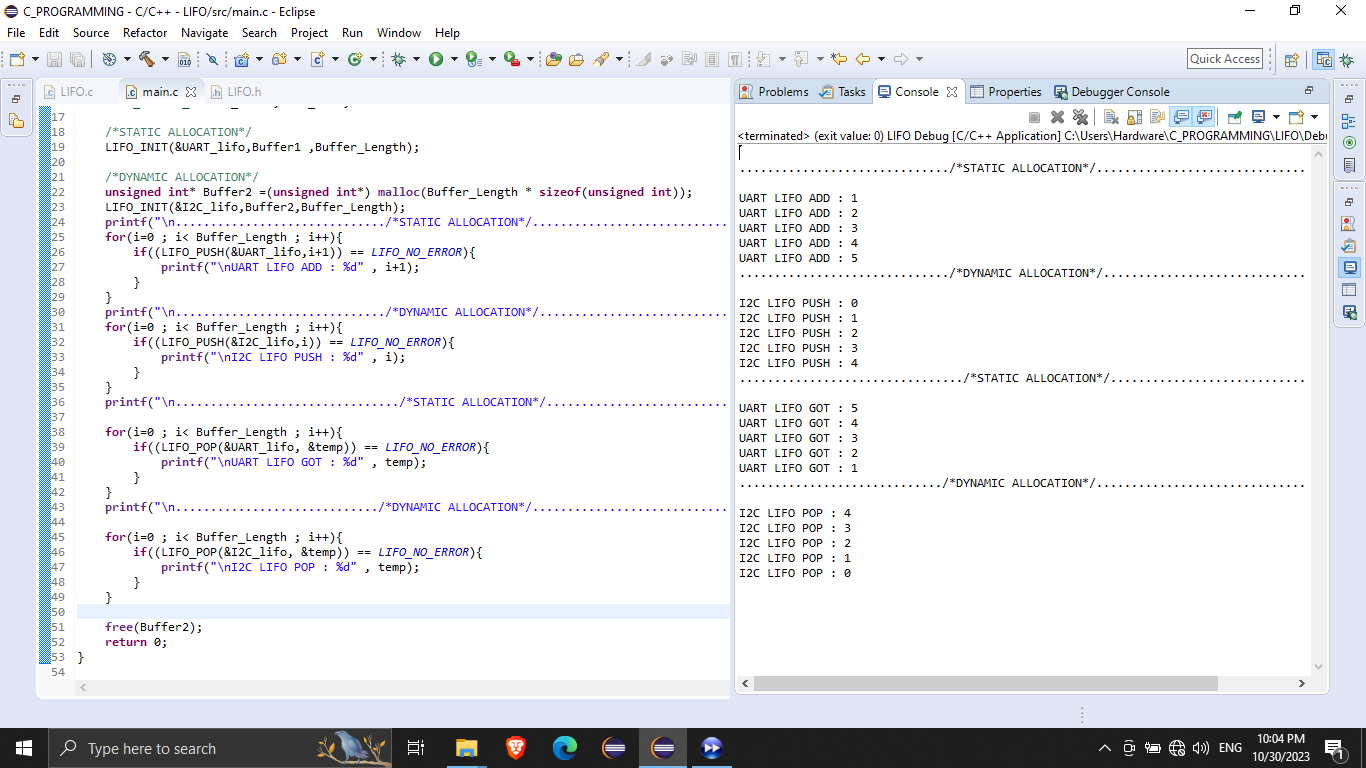 C_PROGRAMMING - C/C++ - LIFO/src/main.c - Eclipse
File Edit Source Refactor Navigate Search Project Run Window Help
Quick Access
LIFO.c main.c LIFO.h
17
18 /*STATIC ALLOCATION*/
19 LIFO_INIT(&UART_lifo,Buffer1 ,Buffer_Length);
20
21 /*DYNAMIC ALLOCATION*/
22 unsigned int* Buffer2 =(unsigned int*) malloc(Buffer_Length * sizeof(unsigned int));
23 LIFO_INIT(&I2C_lifo,Buffer2,Buffer_Length);
24 printf("\n............................../*STATIC ALLOCATION*/............................
25 for(i=0 ; i< Buffer_Length ; i++){
26 if((LIFO_PUSH(&UART_lifo,i+1)) == LIFO_NO_ERROR){
27 printf("\nUART LIFO ADD : %d" , i+1);
28 }
29 }
30 printf("\n............................../*DYNAMIC ALLOCATION*/...........................
31 for(i=0 ; i< Buffer_Length ; i++){
32 if((LIFO_PUSH(&I2C_lifo,i)) == LIFO_NO_ERROR){
33 printf("\nI2C LIFO PUSH : %d" , i);
34 }
35 }
36 printf("\n................................/*STATIC ALLOCATION*/..........................
37
38 for(i=0 ; i< Buffer_Length ; i++){
39 if((LIFO_POP(&UART_lifo, &temp)) == LIFO_NO_ERROR){
40 printf("\nUART LIFO GOT : %d" , temp);
41 }
42 }
43 printf("\n............................./*DYNAMIC ALLOCATION*/............................
44
45 for(i=0 ; i< Buffer_Length ; i++){
46 if((LIFO_POP(&I2C_lifo, &temp)) == LIFO_NO_ERROR){
47 printf("\nI2C LIFO POP : %d" , temp);
48 }
49 }
50
51 free(Buffer2);
52 return 0;
53 }
54
Problems Tasks Console Properties Debugger Console
<terminated> (exit value: 0) LIFO Debug [C/C++ Application] C:\Users\Hardware\C_PROGRAMMING\LIFO\Debu
............................../*STATIC ALLOCATION*/..............................
UART LIFO ADD : 1
UART LIFO ADD : 2
UART LIFO ADD : 3
UART LIFO ADD : 4
UART LIFO ADD : 5
............................../*DYNAMIC ALLOCATION*/.............................
I2C LIFO PUSH : 0
I2C LIFO PUSH : 1
I2C LIFO PUSH : 2
I2C LIFO PUSH : 3
I2C LIFO PUSH : 4
................................/*STATIC ALLOCATION*/............................
UART LIFO GOT : 5
UART LIFO GOT : 4
UART LIFO GOT : 3
UART LIFO GOT : 2
UART LIFO GOT : 1
............................./*DYNAMIC ALLOCATION*/..............................
I2C LIFO POP : 4
I2C LIFO POP : 3
I2C LIFO POP : 2
I2C LIFO POP : 1
I2C LIFO POP : 0
Type here to search
ENG
10:04 PM
10/30/2023
1